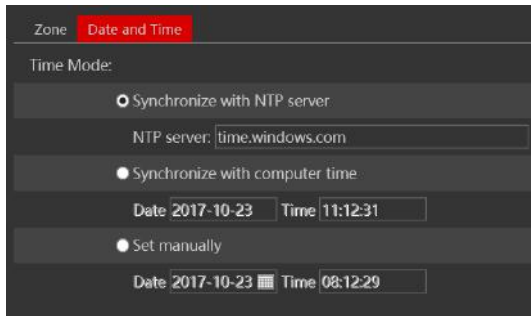 Zone Date and Time
Time Mode:
Synchronize with NTP server
NTP server: time.windows.com
Synchronize with computer time
Date 2017-10-23 Time 11:12:31
Set manually
Date 2017-10-23 Time 08:12:29